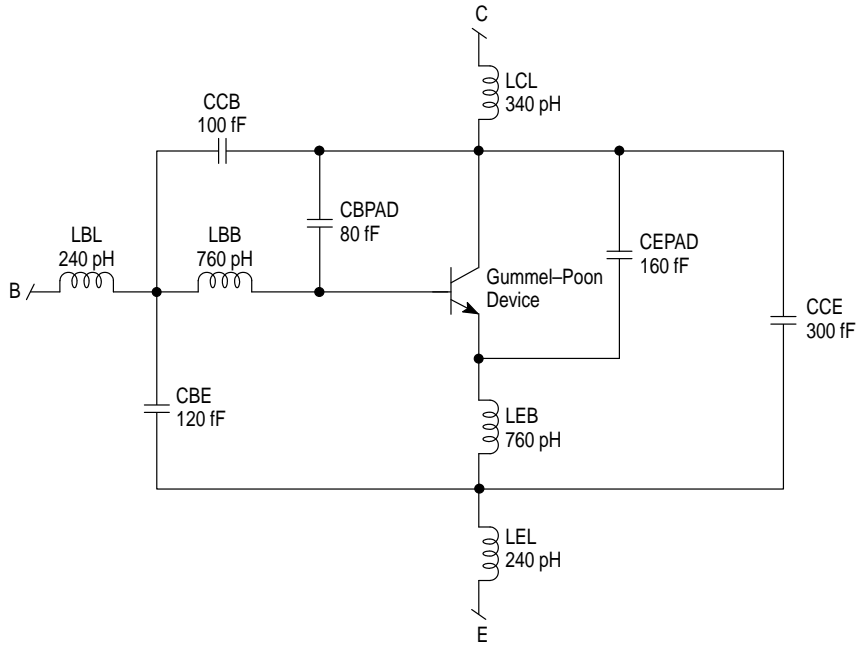 C
LCL
340 pH
CCB
100 fF
CBPAD
80 fF
LBL
240 pH
LBB
760 pH
CEPAD
160 fF
B
Gummel–Poon
Device
CCE
300 fF
CBE
120 fF
LEB
760 pH
LEL
240 pH
E